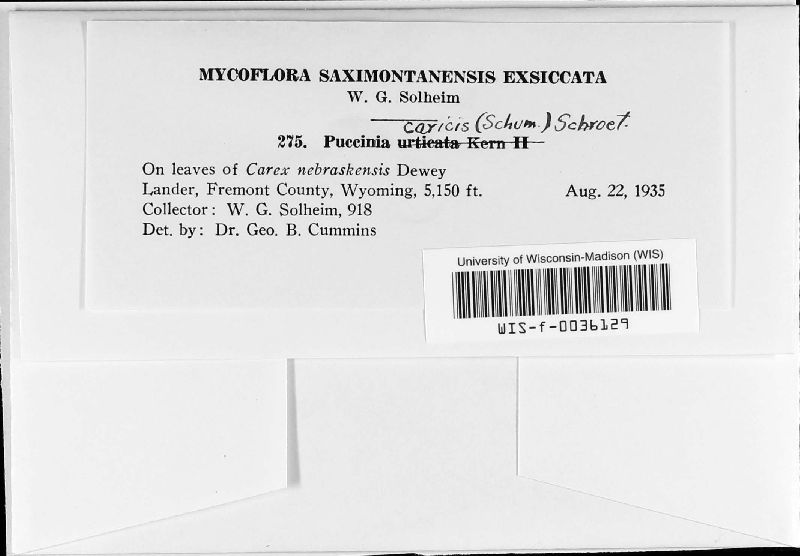 MYCOFLORA SAXIMONTANENSIS EXSICCATA
W. G. Solheim
caricis (Schum.) Schroet.
275. Puccinia urticata Kern II
On leaves of Carex nebraskensis Dewey
Lander, Fremont County, Wyoming, 5,150 ft. Aug. 22, 1935
Collector: W. G. Solheim, 918
Det. by: Dr. Geo. B. Cummins
University of Wisconsin-Madison (WIS)
WIS-f-0036129